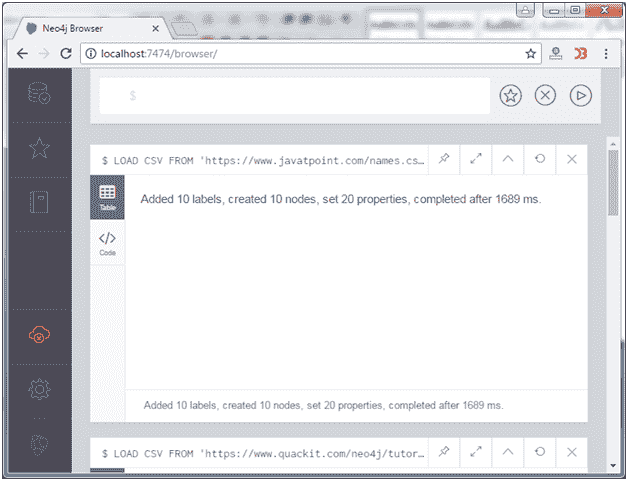 Neo4j Browser
localhost:7474/browser/
$
$ LOAD CSV FROM 'https://www.javatpoint.com/names.cs…
Table
Added 10 labels, created 10 nodes, set 20 properties, completed after 1689 ms.
Code
Added 10 labels, created 10 nodes, set 20 properties, completed after 1689 ms.
$ LOAD CSV FROM 'https://www.quackit.com/neo4j/tutor…